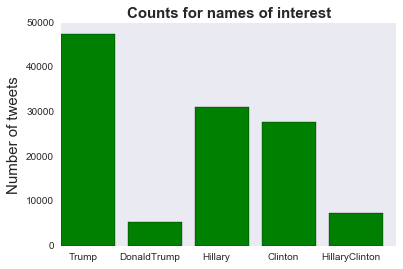 Counts for names of interest
Number of tweets
50000
40000
30000
20000
10000
0
Trump
DonaldTrump
Hillary
Clinton
HillaryClinton